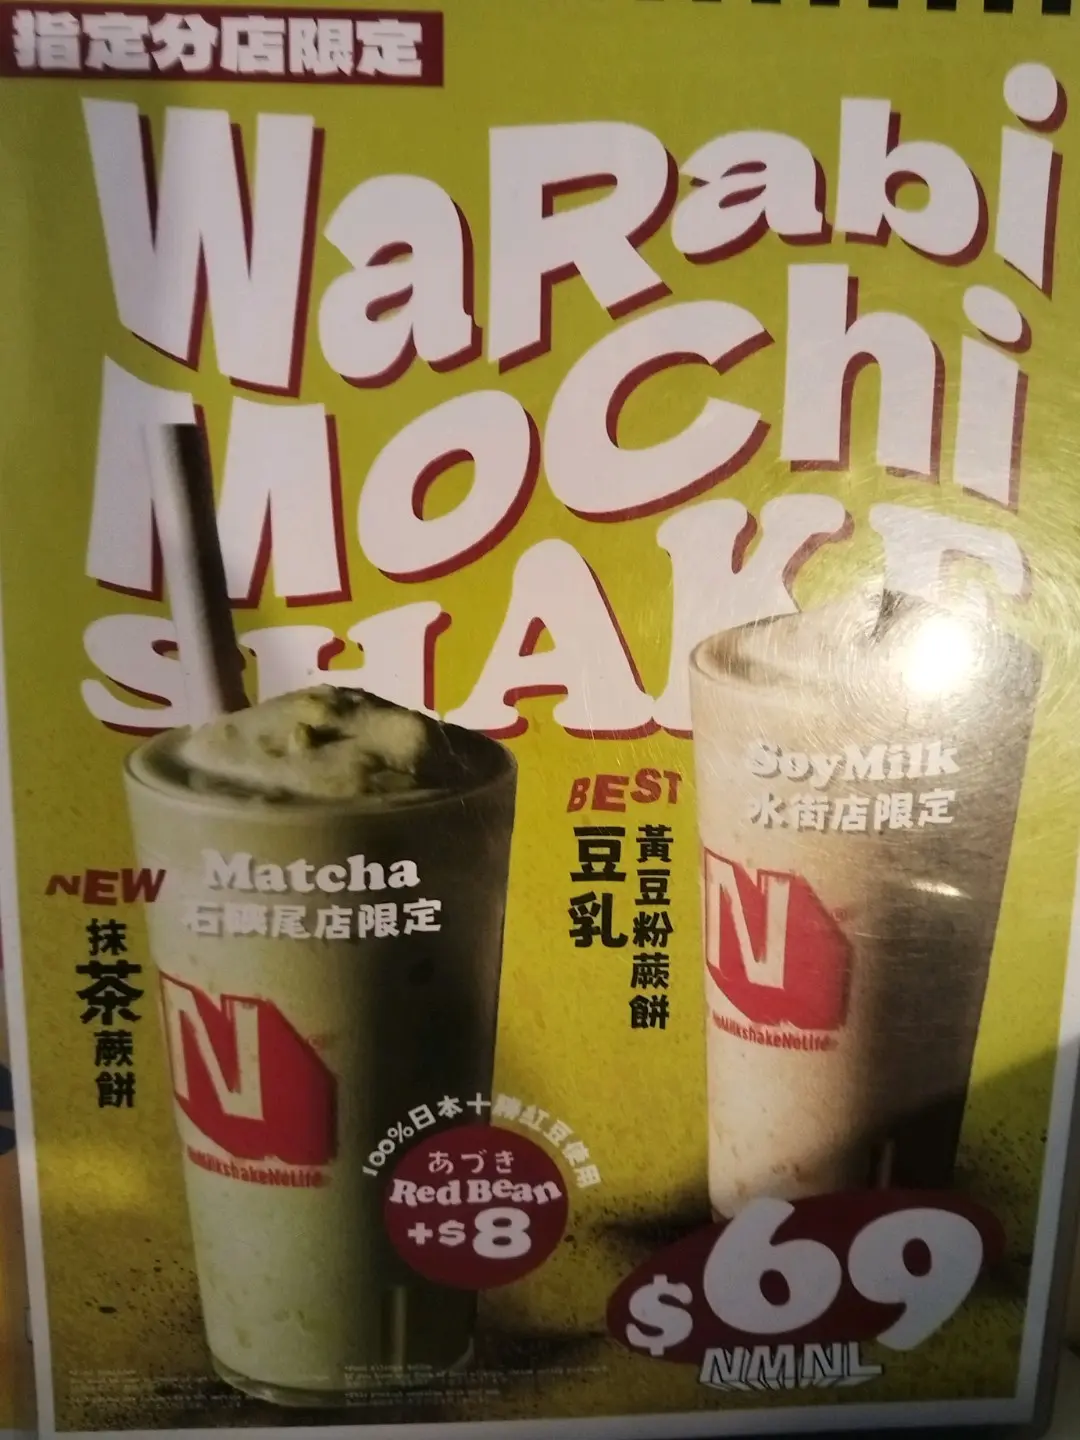 指定分店限定
WaRabi
MoChi
SHAKE
SoyMilk
水街店限定
BEST
豆乳
黃豆粉蕨餅
Matcha
石硤尾店限定
NEW
抹茶蕨餅
N
NoMilkshakeNoLife
N
NoMilkshakeNoLife
100%日本十勝紅豆使用
あづき
Red Bean
+$8
$69
NMNL